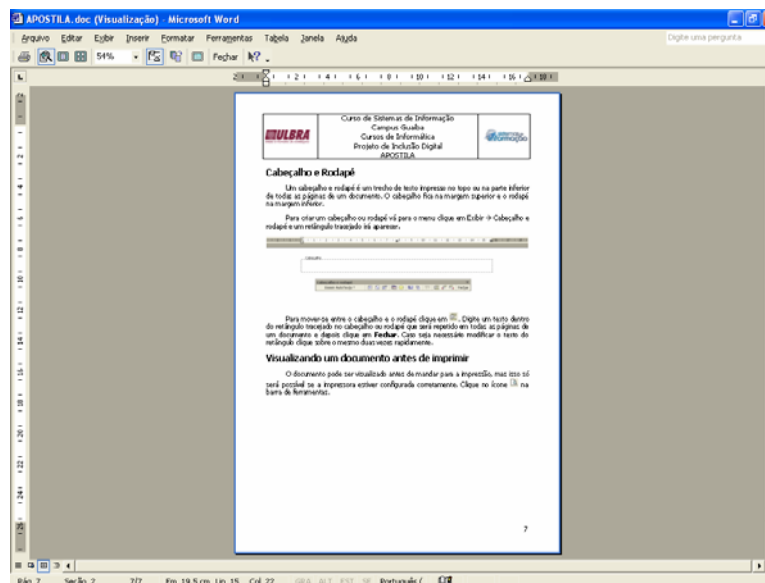 APOSTILA.doc (Visualização) - Microsoft Word
Arquivo Editar Exibir Inserir Formatar Ferramentas Tabela Janela Ajuda Digite uma pergunta
54% Fechar
Curso de Sistemas de Informação
Campus Guaíba
Cursos de Informática
Projeto de Inclusão Digital
APOSTILA
ULBRA
Cabeçalho e Rodapé
Um cabeçalho e rodapé é um trecho de texto impresso no topo ou na parte inferior
de todas as páginas de um documento. O cabeçalho fica na margem superior e o rodapé
na margem inferior.
Para criar um cabeçalho ou rodapé vá para o menu clique em Exibir → Cabeçalho e
rodapé e um retângulo tracejado irá aparecer.
Para mover-se entre o cabeçalho e o rodapé clique em . Digite um texto dentro
do retângulo tracejado no cabeçalho ou rodapé que será repetido em todas as páginas de
um documento e depois clique em Fechar. Caso seja necessário modificar o texto do
retângulo clique sobre o mesmo duas vezes rapidamente.
Visualizando um documento antes de imprimir
O documento pode ser visualizado antes de mandar para a impressão, mas isso só
será possível se a impressora estiver configurada corretamente. Clique no ícone na
barra de ferramentas.
7
Pág 7 Seção 2 7/7 Em 19,5 cm Lin 15 Col 22 GRA ALT EST SE Português (